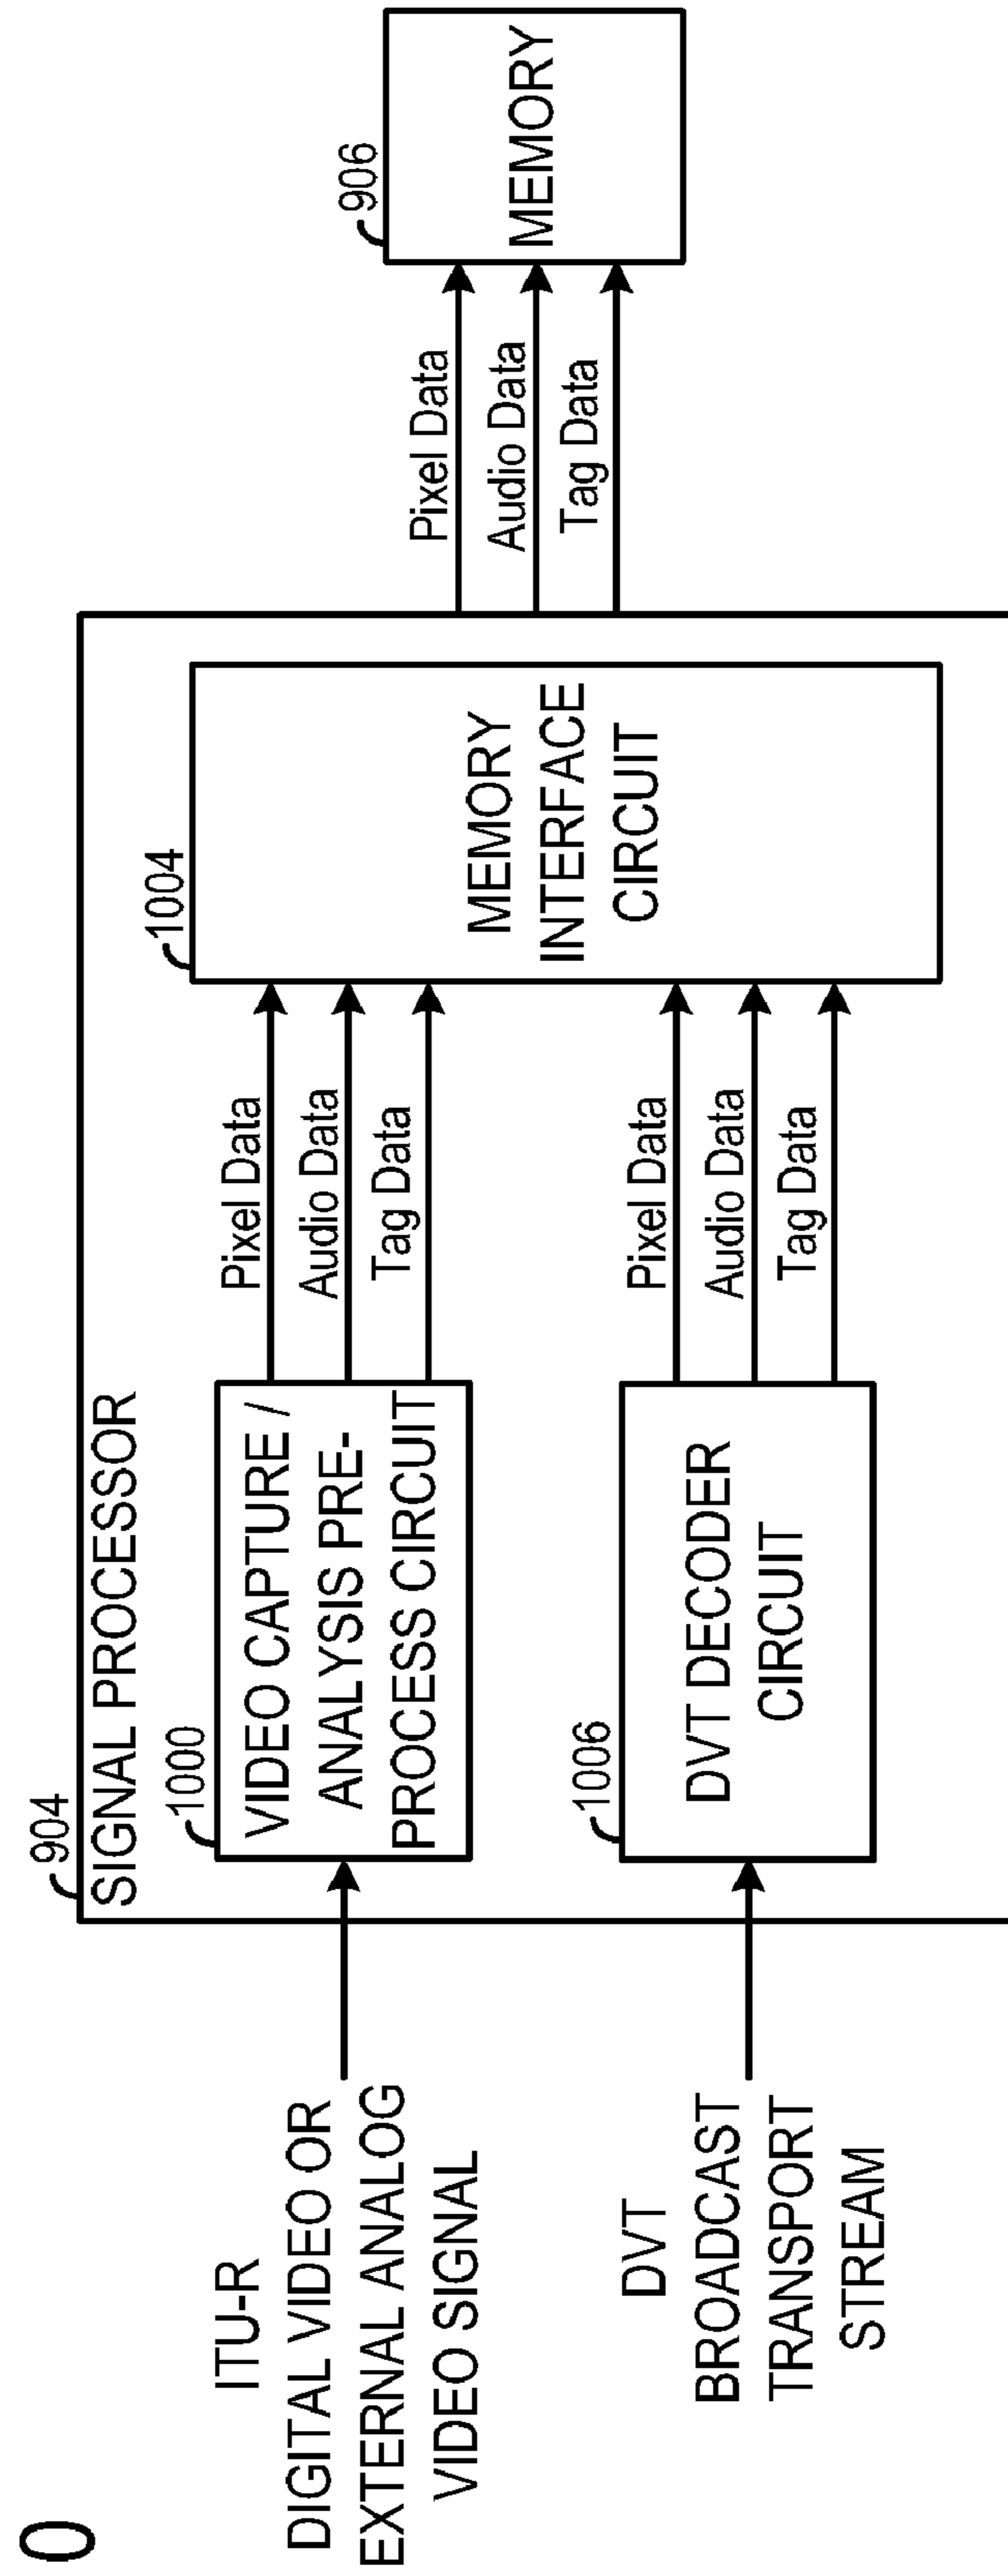 0
904
SIGNAL PROCESSOR
ITU-R
DIGITAL VIDEO OR
EXTERNAL ANALOG
VIDEO SIGNAL
1000
VIDEO CAPTURE /
ANALYSIS PRE-
PROCESS CIRCUIT
Pixel Data
Audio Data
Tag Data
1004
MEMORY
INTERFACE
CIRCUIT
Pixel Data
Audio Data
Tag Data
906
MEMORY
DVT
BROADCAST
TRANSPORT
STREAM
1006
DVT DECODER
CIRCUIT
Pixel Data
Audio Data
Tag Data